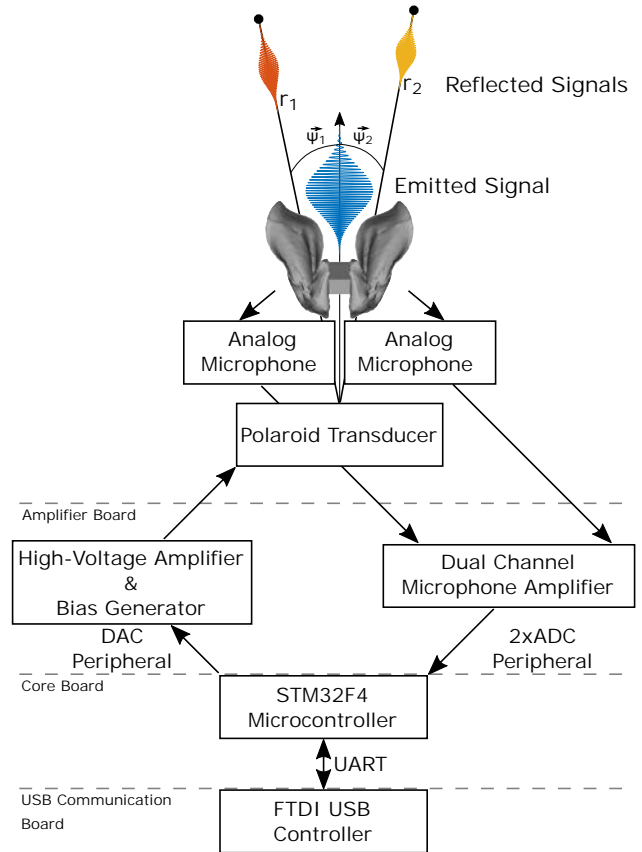 r1
r2
Reflected Signals
ψ⃗1
ψ⃗2
Emitted Signal
Analog
Microphone
Analog
Microphone
Polaroid Transducer
Amplifier Board
High-Voltage Amplifier
&
Bias Generator
Dual Channel
Microphone Amplifier
DAC
Peripheral
2xADC
Peripheral
Core Board
STM32F4
Microcontroller
UART
USB Communication
Board
FTDI USB
Controller